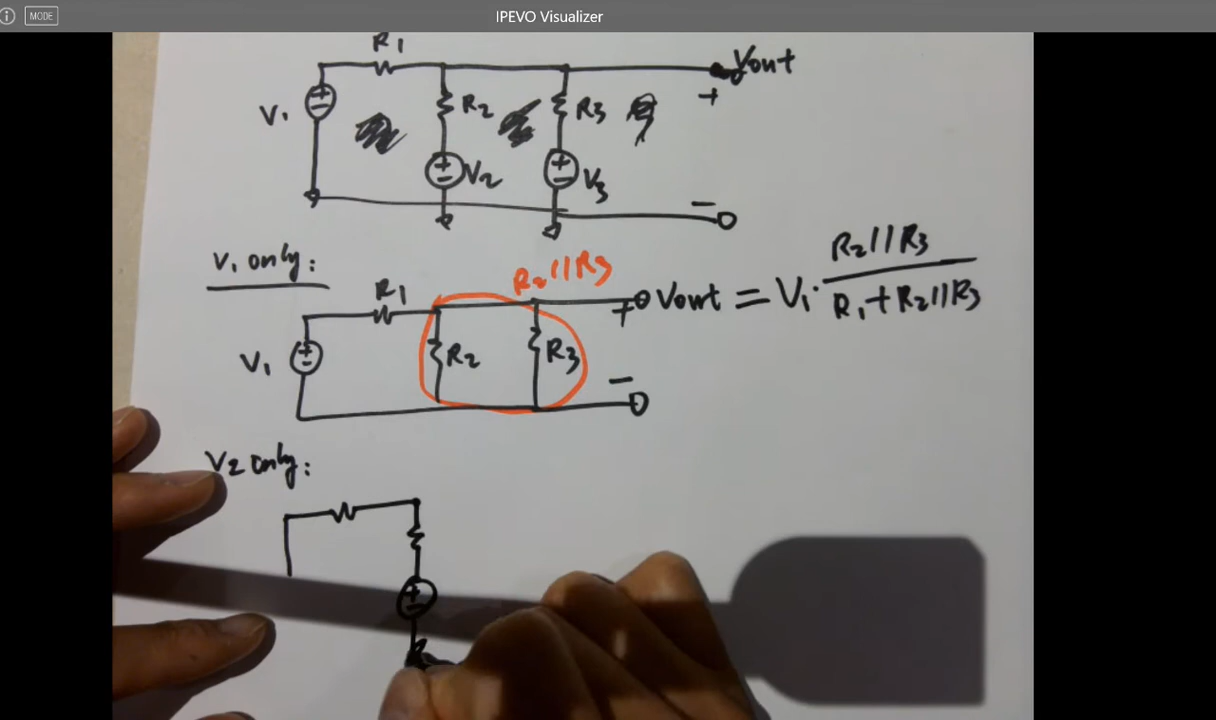 IPEVO Visualizer
MODE
R1
Vout
V1
R2
R3
+
V2
V3
−
V1 only:
R2//R3
R1
Vout = V1 · R2//R3 / R1 + R2//R3
+
V1
R2
R3
−
V2 only: